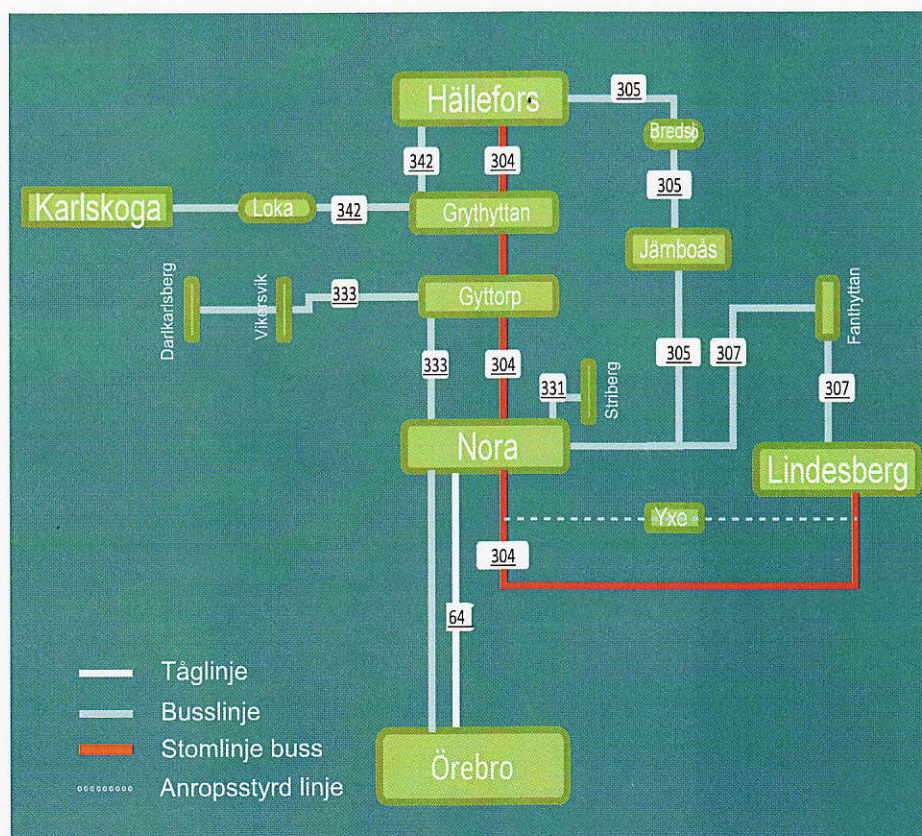 Hällefors
305
Bredsjö
342
304
305
Karlskoga
Loka
342
Grythyttan
Järnboås
Darlkarlsberg
Vikersvik
333
Gyttorp
Fanthyttan
333
304
331
Striberg
305
307
307
Nora
Lindesberg
Yxe
304
64
Tåglinje
Busslinje
Stomlinje buss
Anropsstyrd linje
Örebro